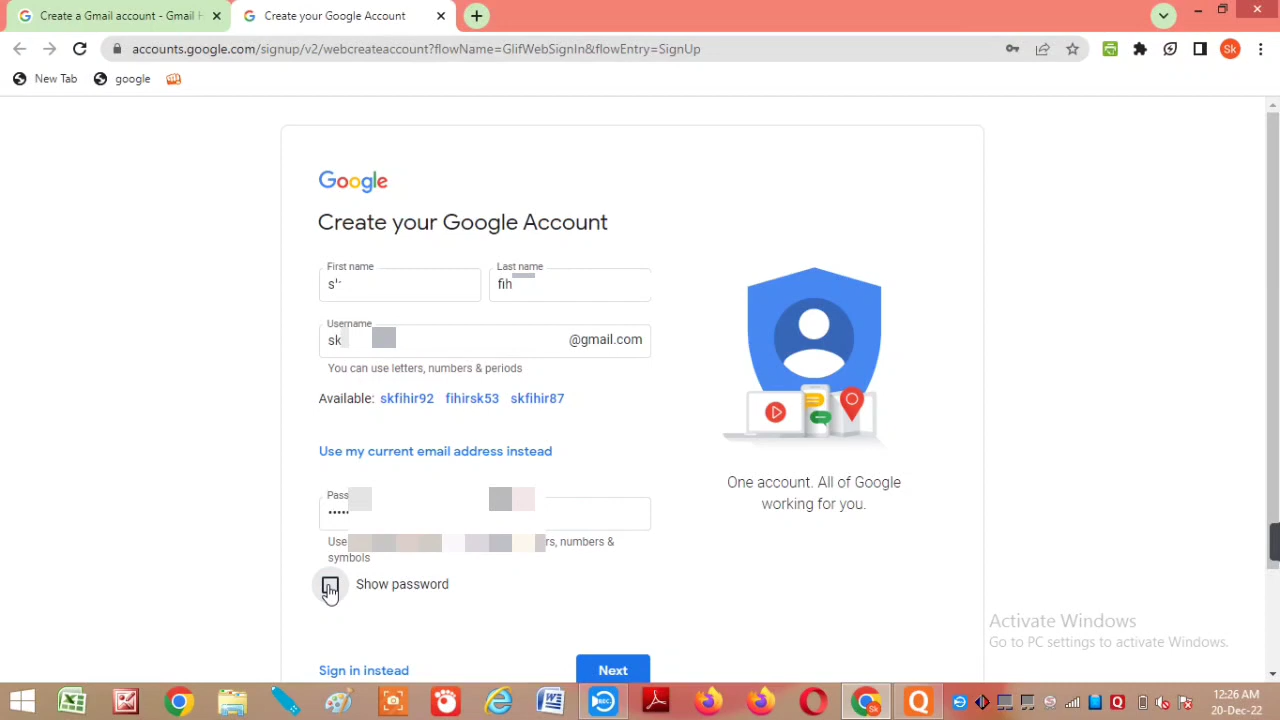 Create a Gmail account - Gmail H
Create your Google Account
accounts.google.com/signup/v2/webcreateaccount?flowName=GlifWebSignIn&flowEntry=SignUp
Sk
New Tab
google
Google
Create your Google Account
First name
Last name
fih
Username
sk
@gmail.com
You can use letters, numbers & periods
Available: skfihir92 fihirsk53 skfihir87
Use my current email address instead
One account. All of Google
working for you.
Pass
•••••
Use
numbers &
symbols
Show password
Activate Windows
Go to PC settings to activate Windows.
Sign in instead
Next
REC
12:26 AM
20-Dec-22